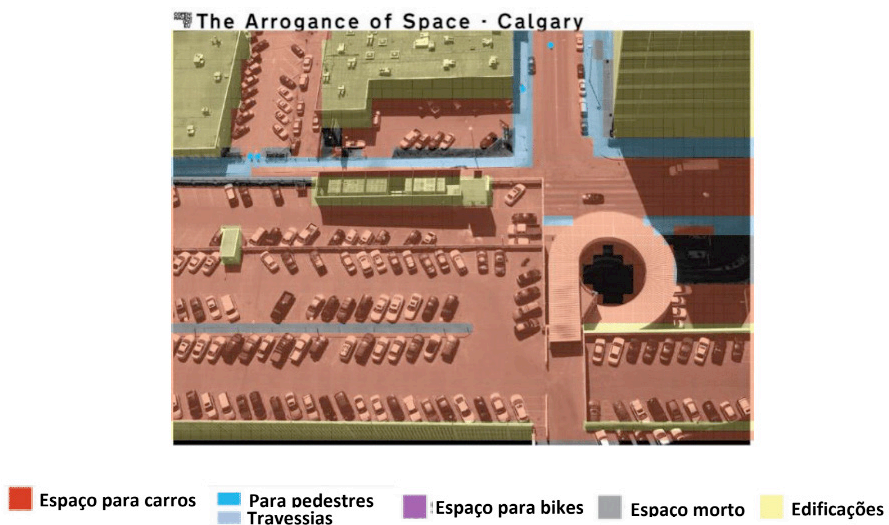 The Arrogance of Space · Calgary
Espaço para carros
Para pedestres
Travessias
Espaço para bikes
Espaço morto
Edificações